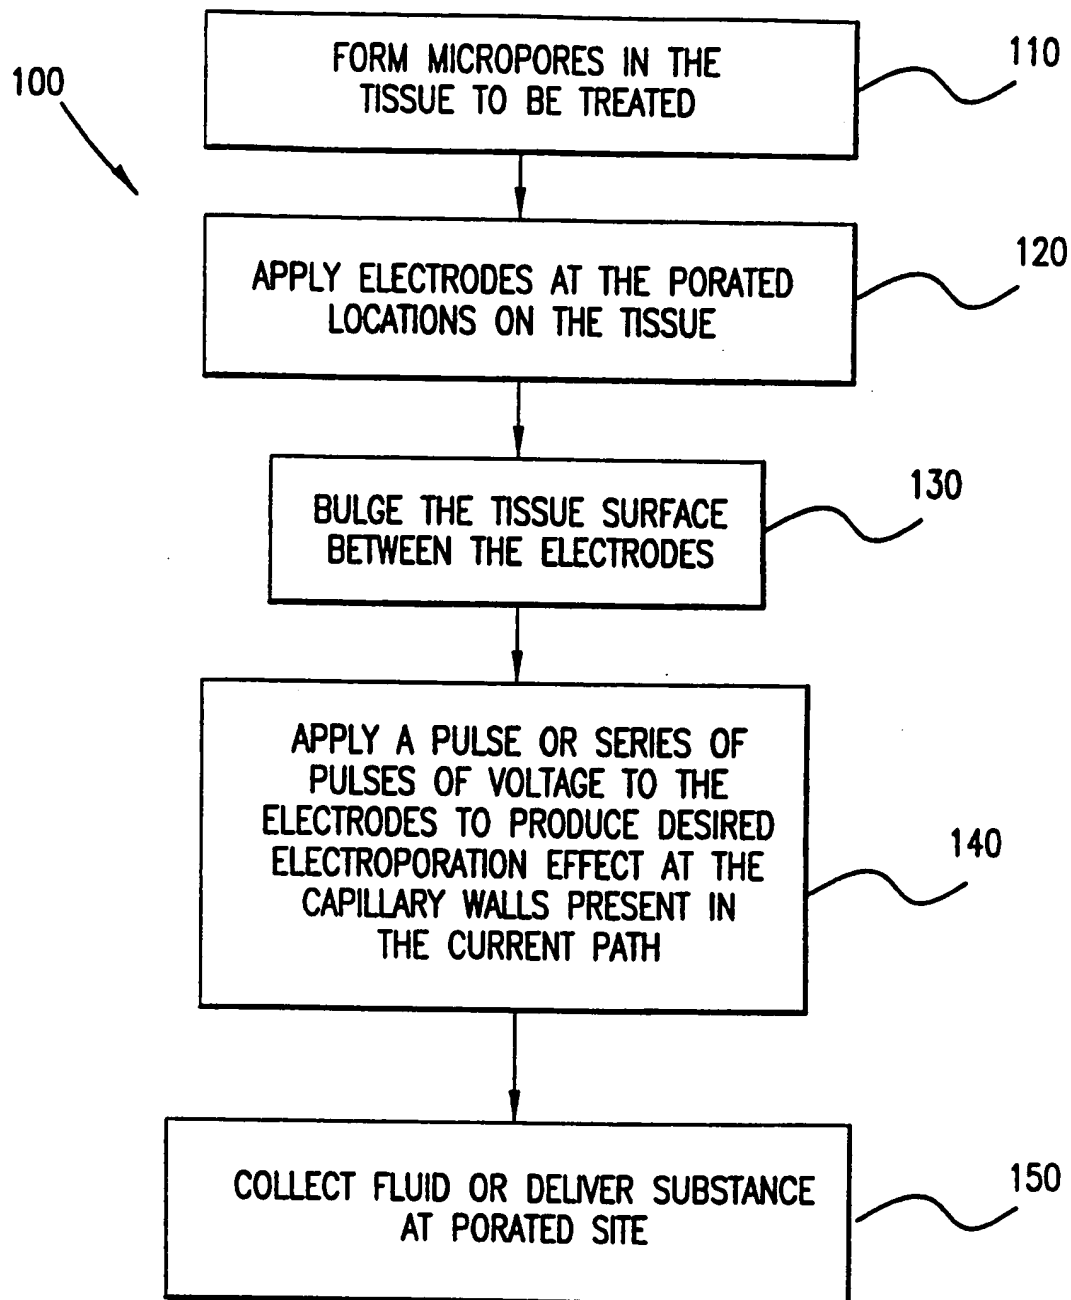 100
FORM MICROPORES IN THE
TISSUE TO BE TREATED
110
APPLY ELECTRODES AT THE PORATED
LOCATIONS ON THE TISSUE
120
BULGE THE TISSUE SURFACE
BETWEEN THE ELECTRODES
130
APPLY A PULSE OR SERIES OF
PULSES OF VOLTAGE TO THE
ELECTRODES TO PRODUCE DESIRED
ELECTROPORATION EFFECT AT THE
CAPILLARY WALLS PRESENT IN
THE CURRENT PATH
140
COLLECT FLUID OR DELIVER SUBSTANCE
AT PORATED SITE
150